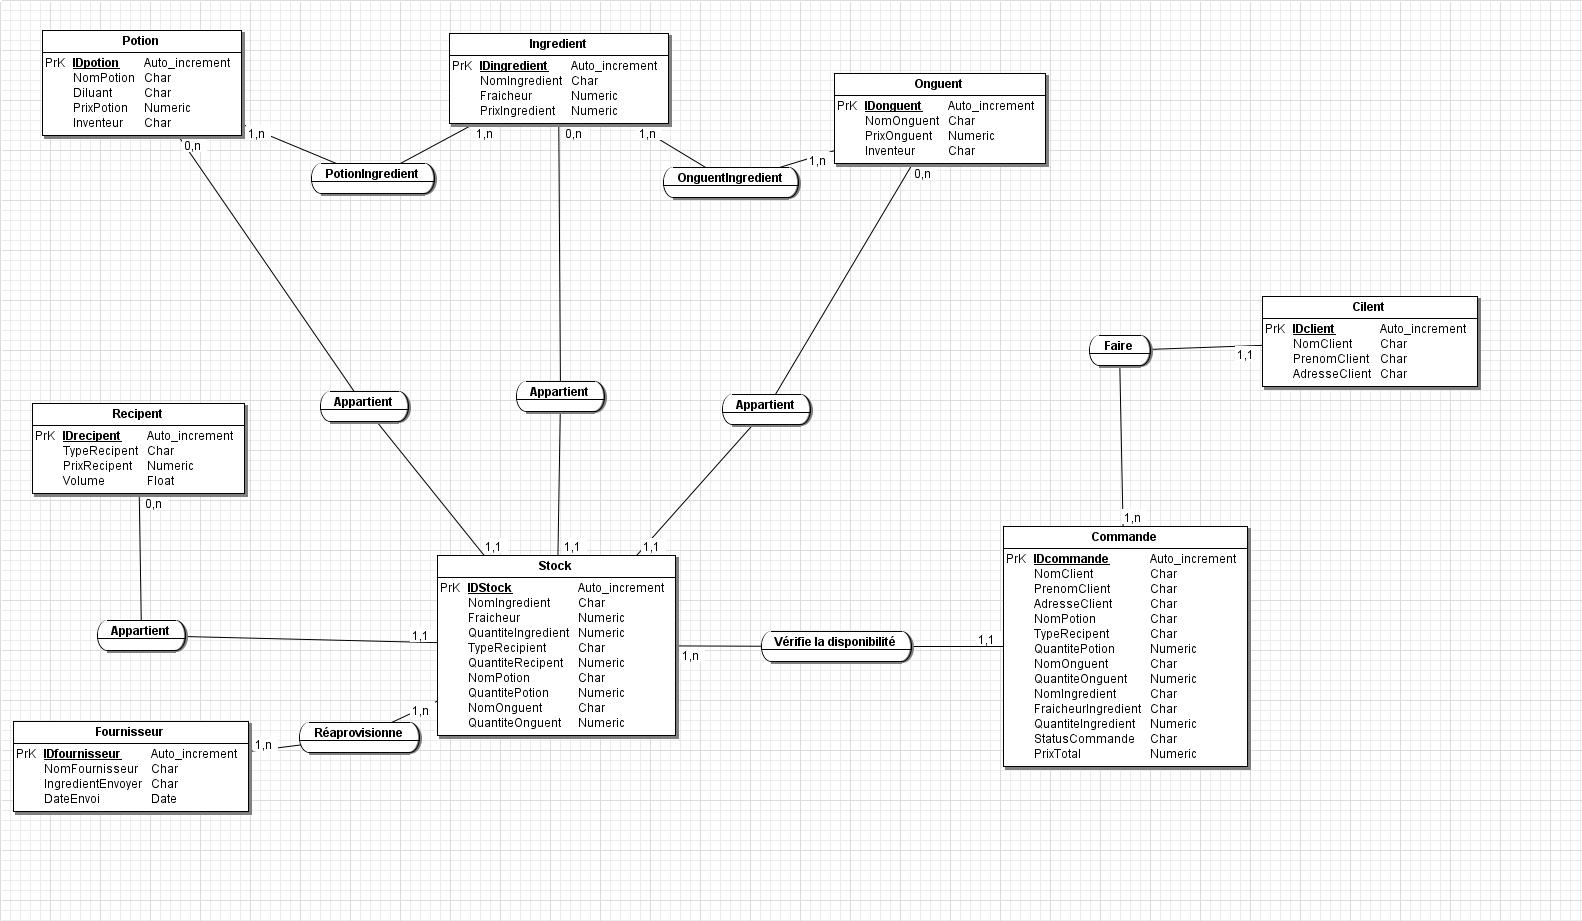 Potion
PrK IDpotion Auto_increment
NomPotion Char
Diluant Char
PrixPotion Numeric
Inventeur Char
Ingredient
PrK IDingredient Auto_increment
NomIngredient Char
Fraicheur Numeric
PrixIngredient Numeric
Onguent
PrK IDonguent Auto_increment
NomOnguent Char
PrixOnguent Numeric
Inventeur Char
1,n
0,n
1,n
0,n
1,n
1,n
0,n
PotionIngredient
OnguentIngredient
Cilent
PrK IDclient Auto_increment
NomClient Char
PrenomClient Char
AdresseClient Char
Faire
1,1
1,n
Appartient
Appartient
Appartient
Recipent
PrK IDrecipent Auto_increment
TypeRecipent Char
PrixRecipent Numeric
Volume Float
0,n
Appartient
1,1
1,1
1,1
1,1
Stock
PrK IDStock Auto_increment
NomIngredient Char
Fraicheur Numeric
QuantiteIngredient Numeric
TypeRecipient Char
QuantiteRecipent Numeric
NomPotion Char
QuantitePotion Numeric
NomOnguent Char
QuantiteOnguent Numeric
1,n
Vérifie la disponibilité
1,1
Commande
PrK IDcommande Auto_increment
NomClient Char
PrenomClient Char
AdresseClient Char
NomPotion Char
TypeRecipent Char
QuantitePotion Numeric
NomOnguent Char
QuantiteOnguent Numeric
NomIngredient Char
FraicheurIngredient Char
QuantiteIngredient Numeric
StatusCommande Char
PrixTotal Numeric
Fournisseur
PrK IDfournisseur Auto_increment
NomFournisseur Char
IngredientEnvoyer Char
DateEnvoi Date
1,n
Réaprovisionne
1,n